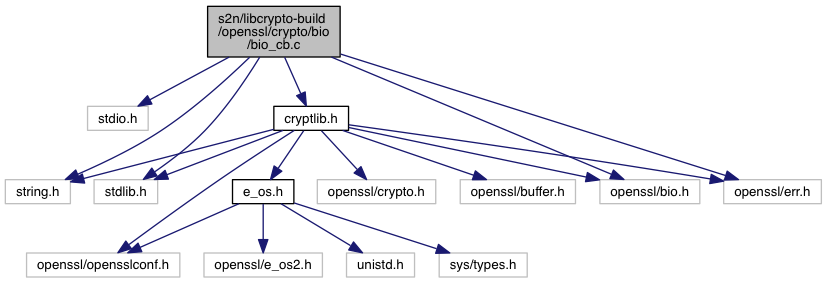 s2n/libcrypto-build
/openssl/crypto/bio
/bio_cb.c
stdio.h
cryptlib.h
string.h
stdlib.h
e_os.h
openssl/crypto.h
openssl/buffer.h
openssl/bio.h
openssl/err.h
openssl/opensslconf.h
openssl/e_os2.h
unistd.h
sys/types.h